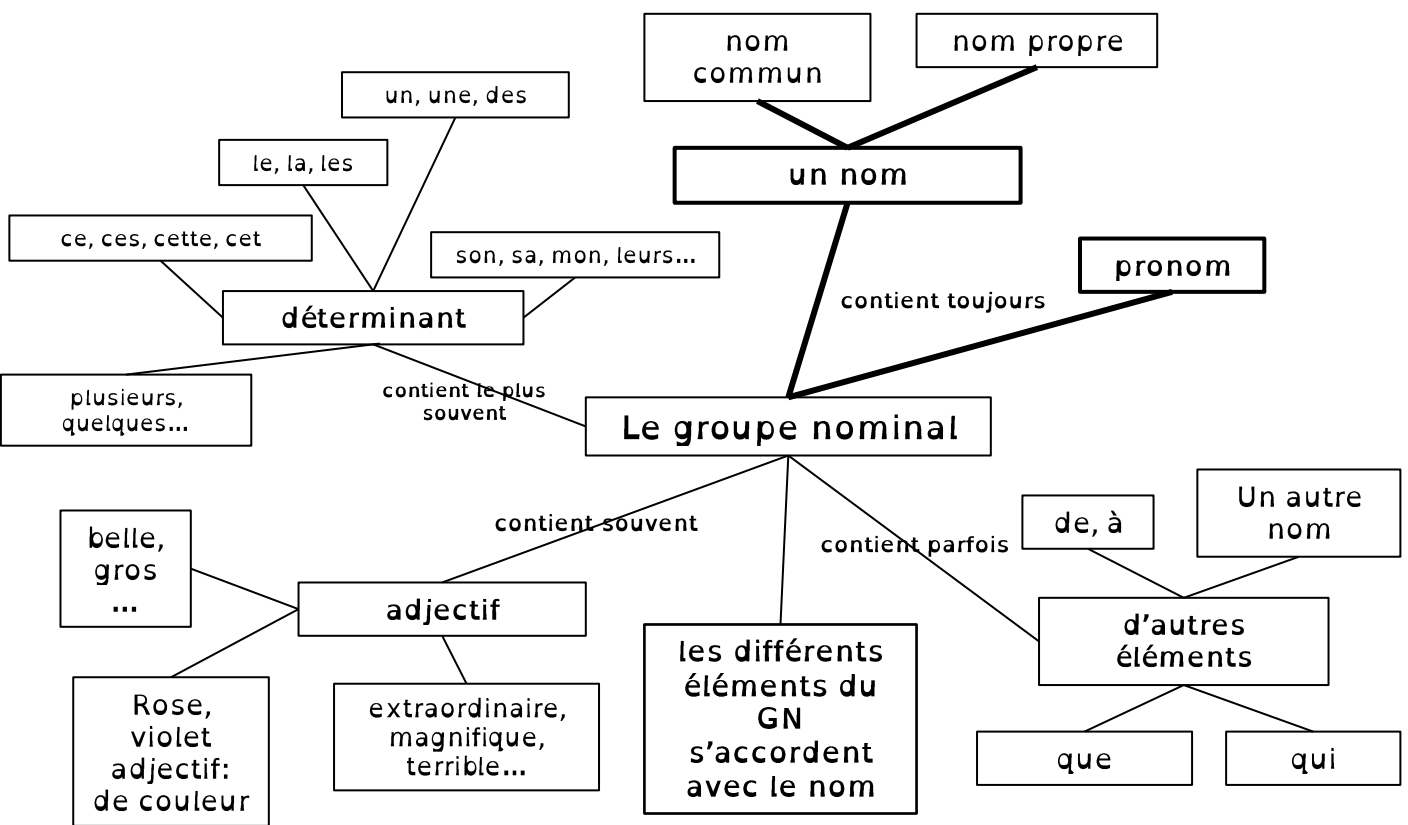 nom
commun
nom propre
un, une, des
le, la, les
un nom
ce, ces, cette, cet
son, sa, mon, leurs...
pronom
contient toujours
déterminant
plusieurs,
quelques...
contient le plus
souvent
Le groupe nominal
contient souvent
contient parfois
de, à
Un autre
nom
belle,
gros
...
adjectif
d'autres
éléments
les différents
éléments du
GN
s'accordent
avec le nom
Rose,
violet
adjectif:
de couleur
extraordinaire,
magnifique,
terrible...
que
qui